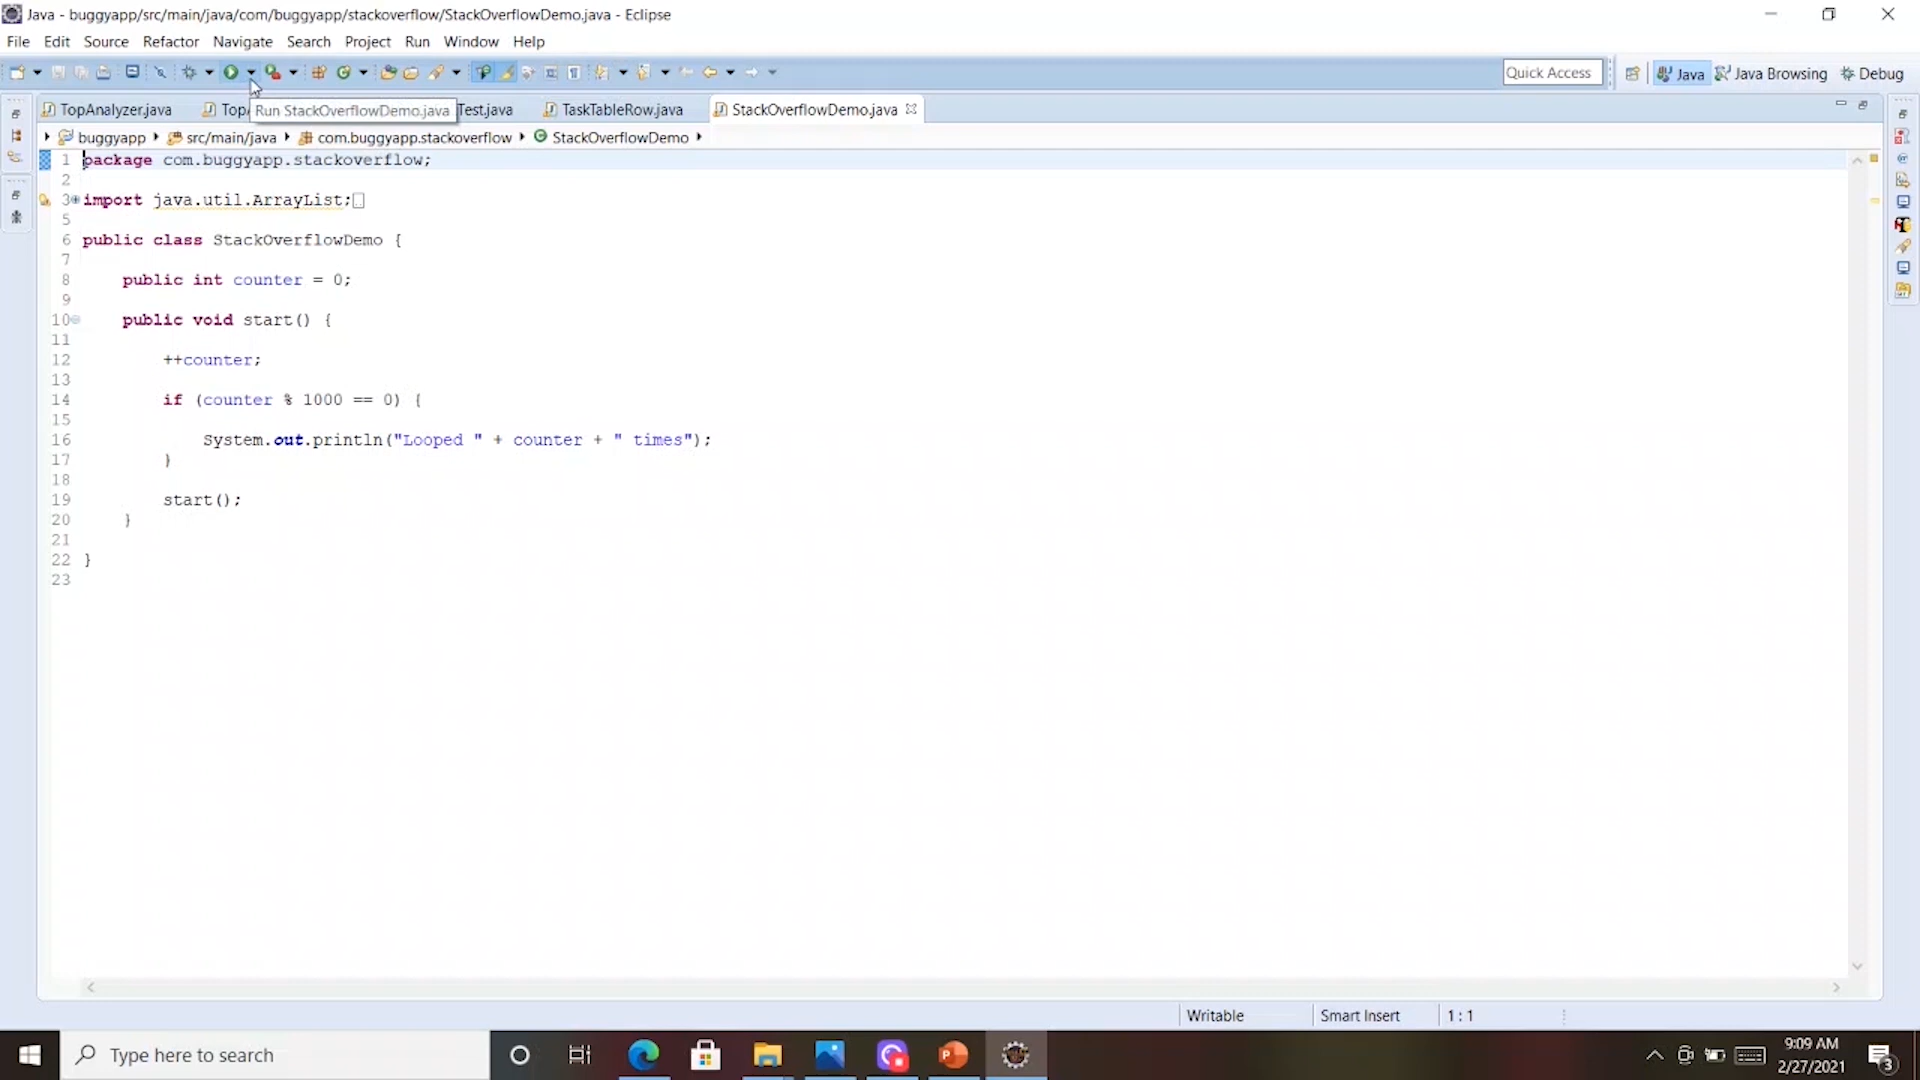 Java - buggyapp/src/main/java/com/buggyapp/stackoverflow/StackOverflowDemo.java - Eclipse
File Edit Source Refactor Navigate Search Project Run Window Help
Quick Access Java Java Browsing Debug
TopAnalyzer.java Top Run StackOverflowDemo.java Test.java TaskTableRow.java StackOverflowDemo.java
buggyapp src/main/java com.buggyapp.stackoverflow StackOverflowDemo
1 package com.buggyapp.stackoverflow;
2
3 import java.util.ArrayList;
5
6 public class StackOverflowDemo {
7
8 public int counter = 0;
9
10 public void start() {
11
12 ++counter;
13
14 if (counter % 1000 == 0) {
15
16 System.out.println("Looped " + counter + " times");
17 }
18
19 start();
20 }
21
22 }
23
Writable Smart Insert 1 : 1
Type here to search
9:09 AM
2/27/2021
3